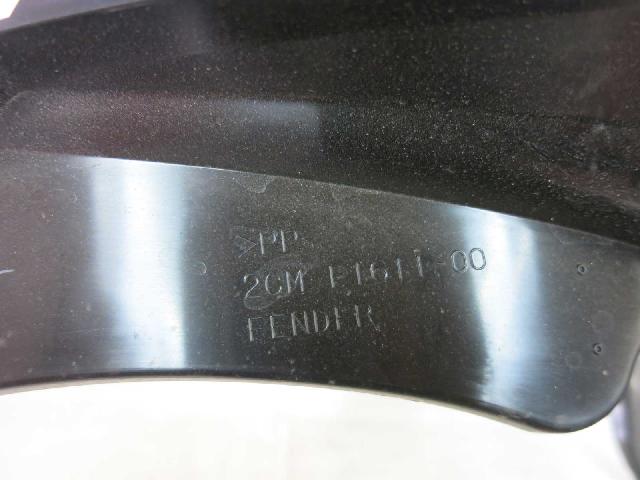 >PP
2CM F1611-00
FENDER